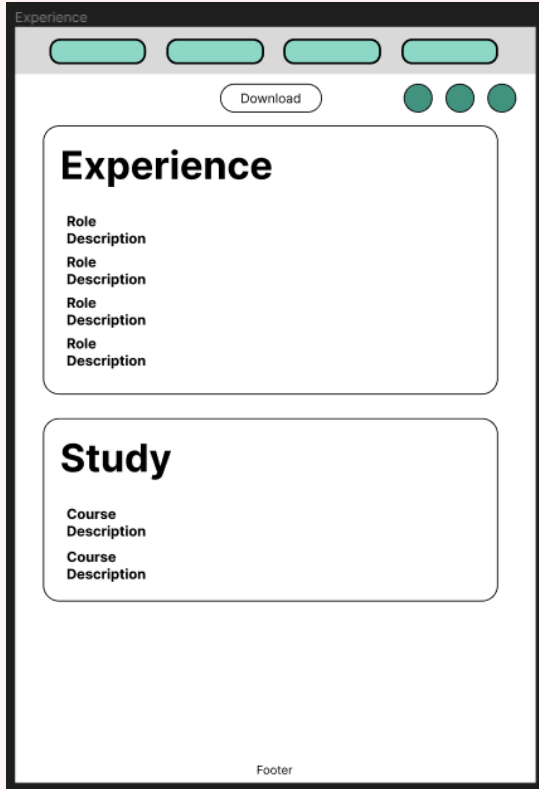 Experience
Download
Experience
Role
Description
Role
Description
Role
Description
Role
Description
Study
Course
Description
Course
Description
Footer